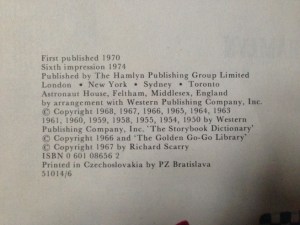 First published 1970
Sixth impression 1974
Published by The Hamlyn Publishing Group Limited
London • New York • Sydney • Toronto
Astronaut House, Feltham, Middlesex, England
by arrangement with Western Publishing Company, Inc.
© Copyright 1968, 1967, 1966, 1965, 1964, 1963
1961, 1960, 1959, 1958, 1955, 1954, 1950 by Western
Publishing Company, Inc. 'The Storybook Dictionary'
© Copyright 1966 and 'The Golden Go-Go Library'
© Copyright 1967 by Richard Scarry
ISBN 0 601 08656 2
Printed in Czechoslovakia by PZ Bratislava
51014/6